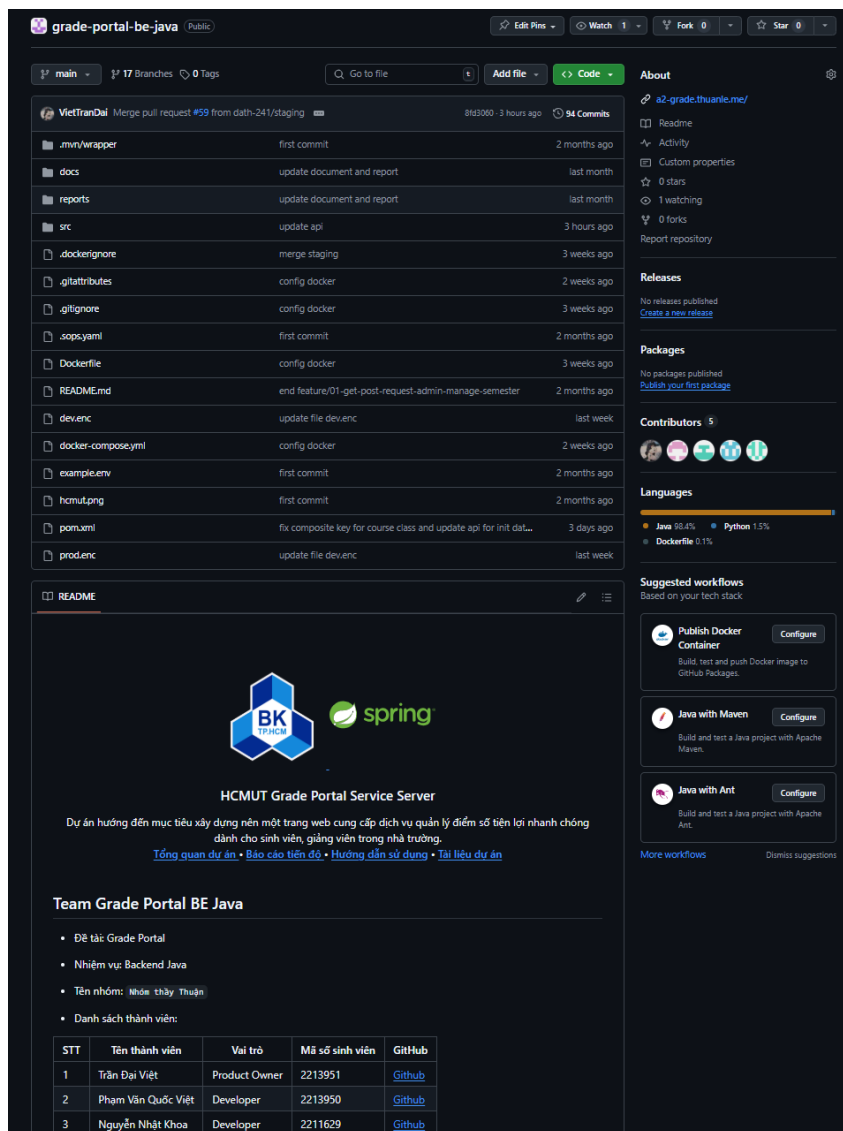 grade-portal-be-java Public
Edit Pins Watch 1 Fork 0 Star 0
main 17 Branches 0 Tags Go to file t Add file Code
VietTranDai Merge pull request #59 from dath-241/staging 8fd3060 · 3 hours ago 94 Commits
.mvn/wrapper first commit 2 months ago
docs update document and report last month
reports update document and report last month
src update api 3 hours ago
.dockerignore merge staging 3 weeks ago
.gitattributes config docker 2 weeks ago
.gitignore config docker 3 weeks ago
.sops.yaml first commit 2 months ago
Dockerfile config docker 3 weeks ago
README.md end feature/01-get-post-request-admin-manage-semester 2 months ago
dev.enc update file dev.enc last week
docker-compose.yml config docker 2 weeks ago
example.env first commit 2 months ago
hcmut.png first commit 2 months ago
pom.xml fix composite key for course class and update api for init dat... 3 days ago
prod.enc update file dev.enc last week
README
BK
TP.HCM
spring
HCMUT Grade Portal Service Server
Dự án hướng đến mục tiêu xây dựng nên một trang web cung cấp dịch vụ quản lý điểm số tiện lợi nhanh chóng
dành cho sinh viên, giảng viên trong nhà trường.
Tổng quan dự án • Báo cáo tiến độ • Hướng dẫn sử dụng • Tài liệu dự án
Team Grade Portal BE Java
• Đề tài: Grade Portal
• Nhiệm vụ: Backend Java
• Tên nhóm: Nhóm thầy Thuận
• Danh sách thành viên:
STT Tên thành viên Vai trò Mã số sinh viên GitHub
1 Trần Đại Việt Product Owner 2213951 Github
2 Phạm Văn Quốc Việt Developer 2213950 Github
3 Nguyễn Nhật Khoa Developer 2211629 Github
About
a2-grade.thuanle.me/
Readme
Activity
Custom properties
0 stars
1 watching
0 forks
Report repository
Releases
No releases published
Create a new release
Packages
No packages published
Publish your first package
Contributors 5
Languages
Java 98.4% Python 1.5%
Dockerfile 0.1%
Suggested workflows
Based on your tech stack
Publish Docker
Container
Configure
Build, test and push Docker image to
GitHub Packages.
Java with Maven
Configure
Build and test a Java project with Apache
Maven.
Java with Ant
Configure
Build and test a Java project with Apache
Ant.
More workflows Dismiss suggestions